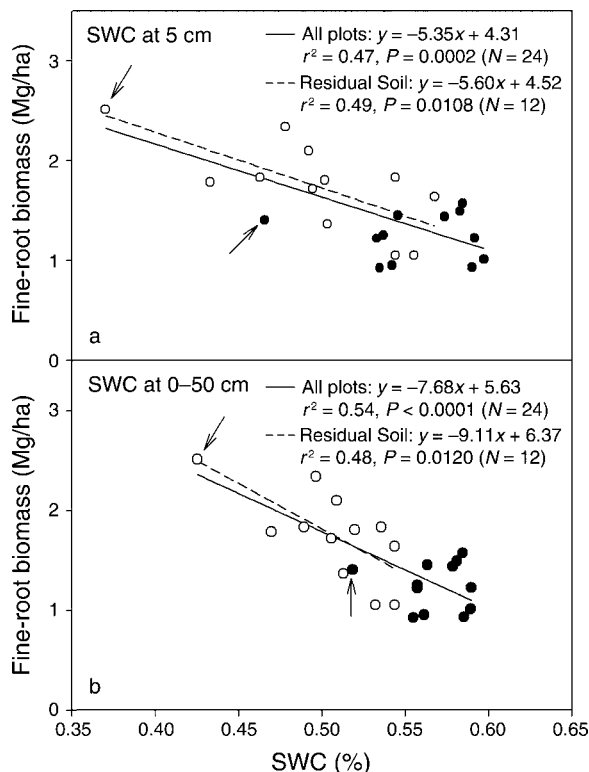 SWC at 5 cm
All plots: y = −5.35x + 4.31
r² = 0.47, P = 0.0002 (N = 24)
Residual Soil: y = −5.60x + 4.52
r² = 0.49, P = 0.0108 (N = 12)
Fine-root biomass (Mg/ha)
3
2
1
0
a
SWC at 0–50 cm
All plots: y = −7.68x + 5.63
r² = 0.54, P < 0.0001 (N = 24)
Residual Soil: y = −9.11x + 6.37
r² = 0.48, P = 0.0120 (N = 12)
Fine-root biomass (Mg/ha)
3
2
1
0
b
0.35 0.40 0.45 0.50 0.55 0.60 0.65
SWC (%)